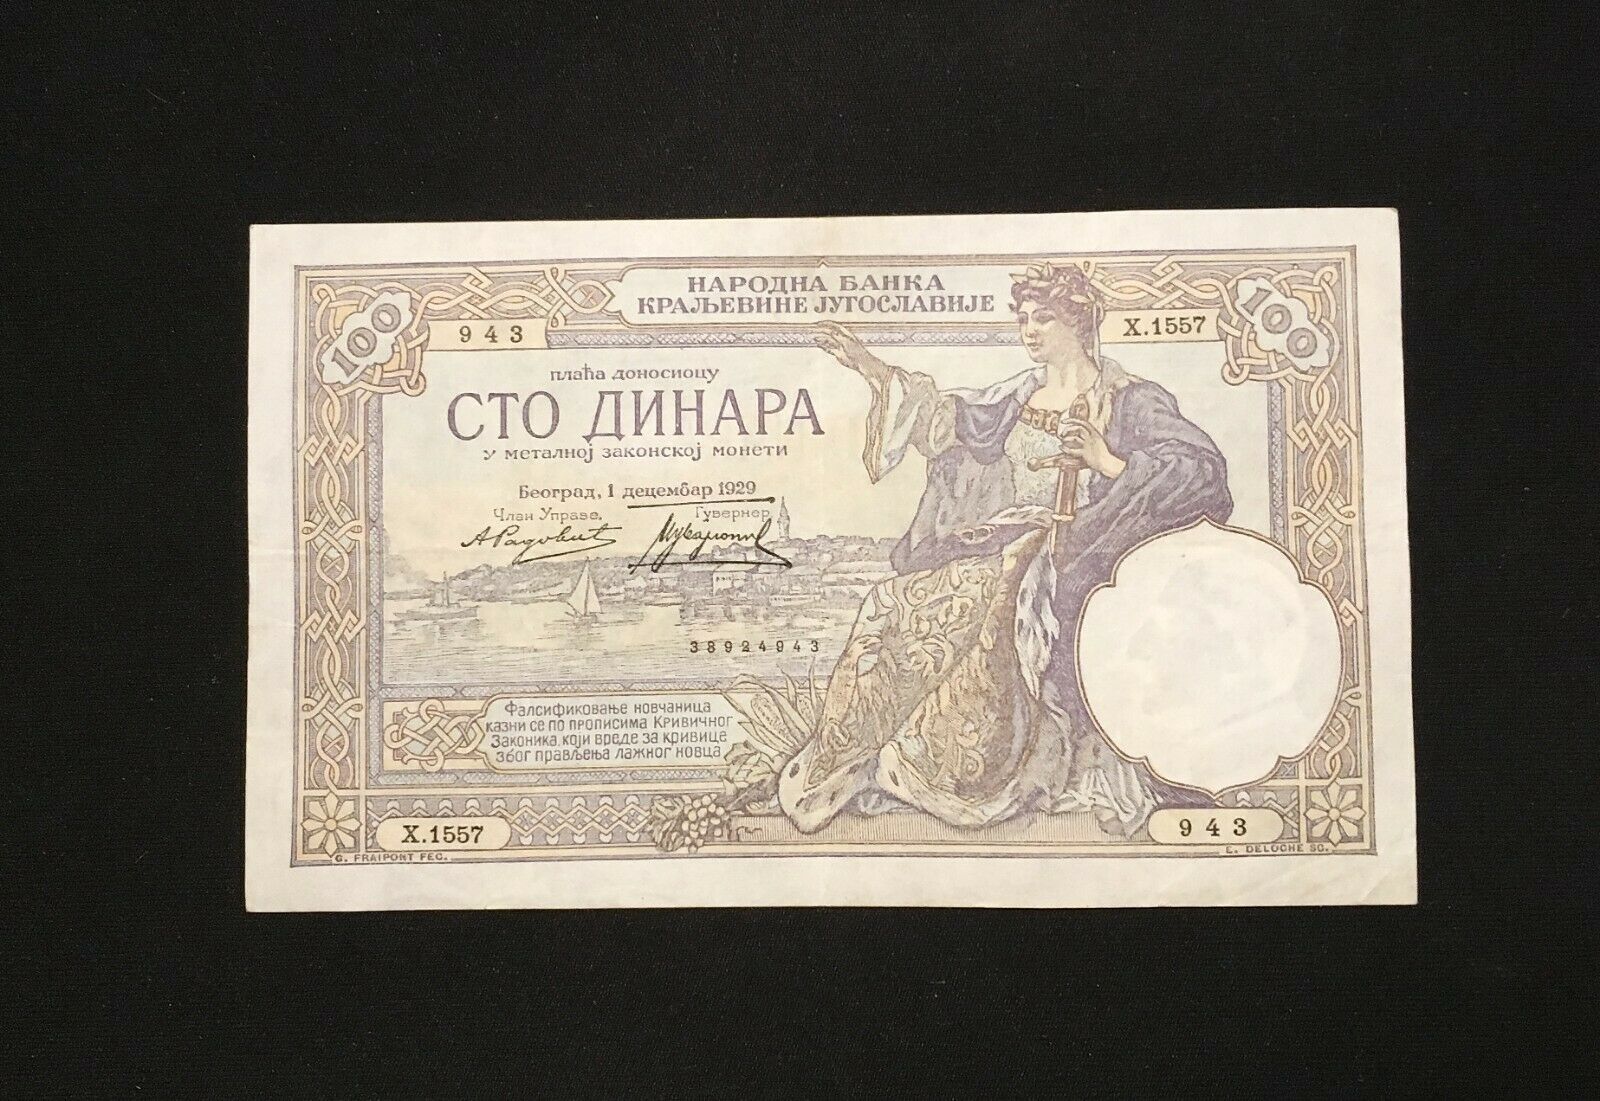 НАРОДНА БАНКА
КРАЉЕВИНЕ ЈУГОСЛАВИЈЕ
100
943
X.1557
100
плаћа доносиоцу
СТО ДИНАРА
у металној законској монети
Београд, 1 децембар 1929
Члан Управе,
Гувернер,
А Радовић
38924943
Фалсификовање новчаница
казни се по прописима Кривичног
Законика, који вреде за кривице
због прављења лажног новца
X.1557
943
G. FRAIPONT FEC.
E. DELOCHE SC.